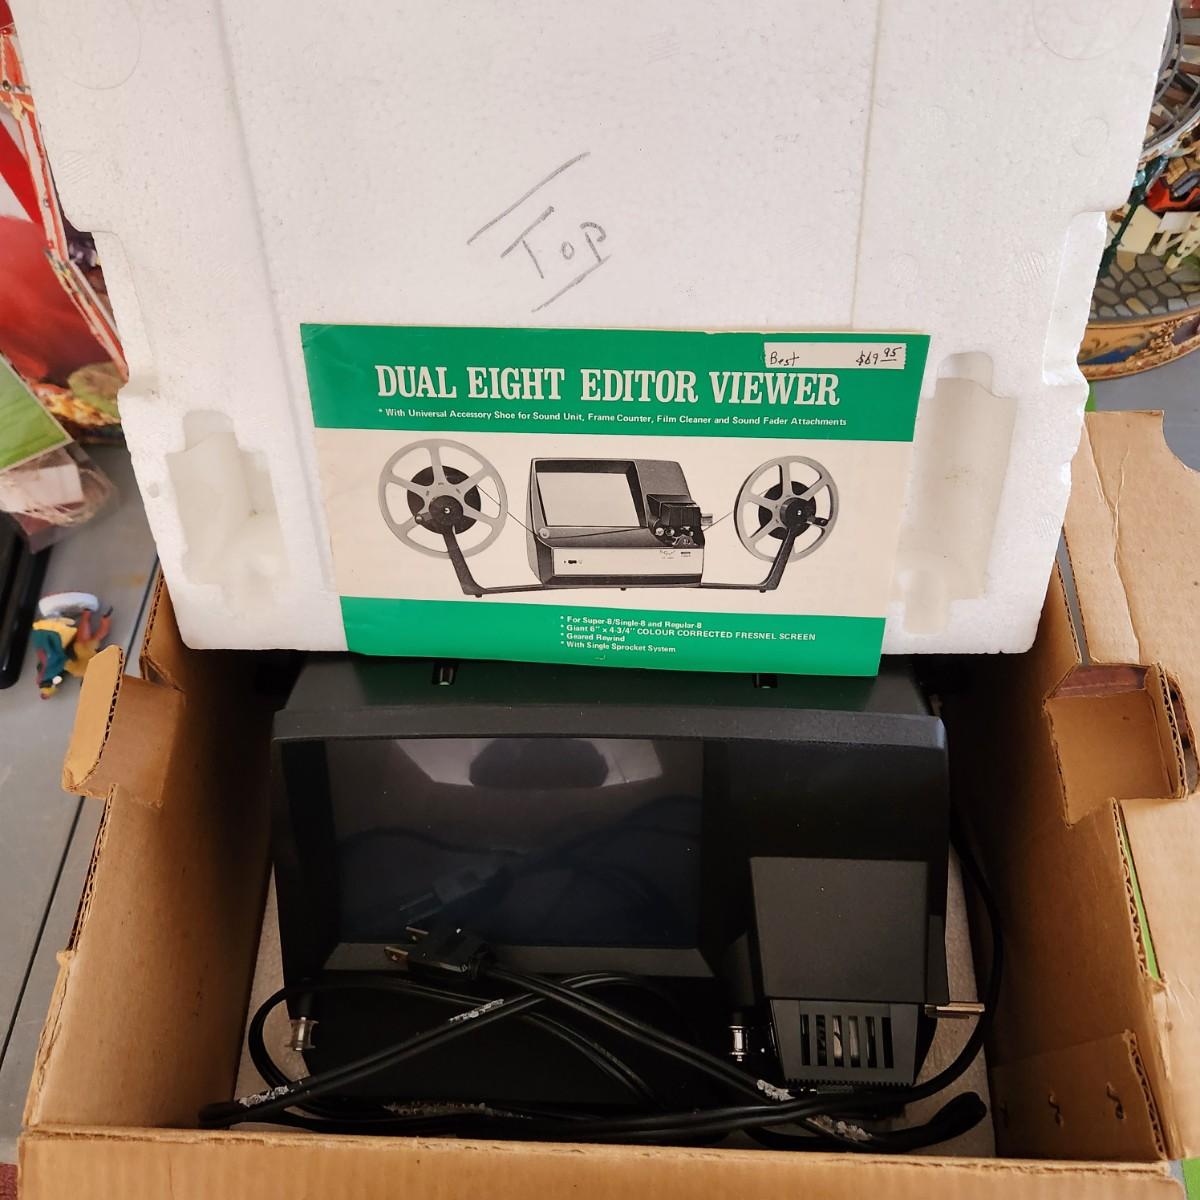 Top
Best $69.95
DUAL EIGHT EDITOR VIEWER
* With Universal Accessory Shoe for Sound Unit, Frame Counter, Film Cleaner and Sound Fader Attachments
* For Super-8/Single-8 and Regular-8
* Giant 6" x 4-3/4" COLOUR CORRECTED FRESNEL SCREEN
* Geared Rewind
* With Single Sprocket System